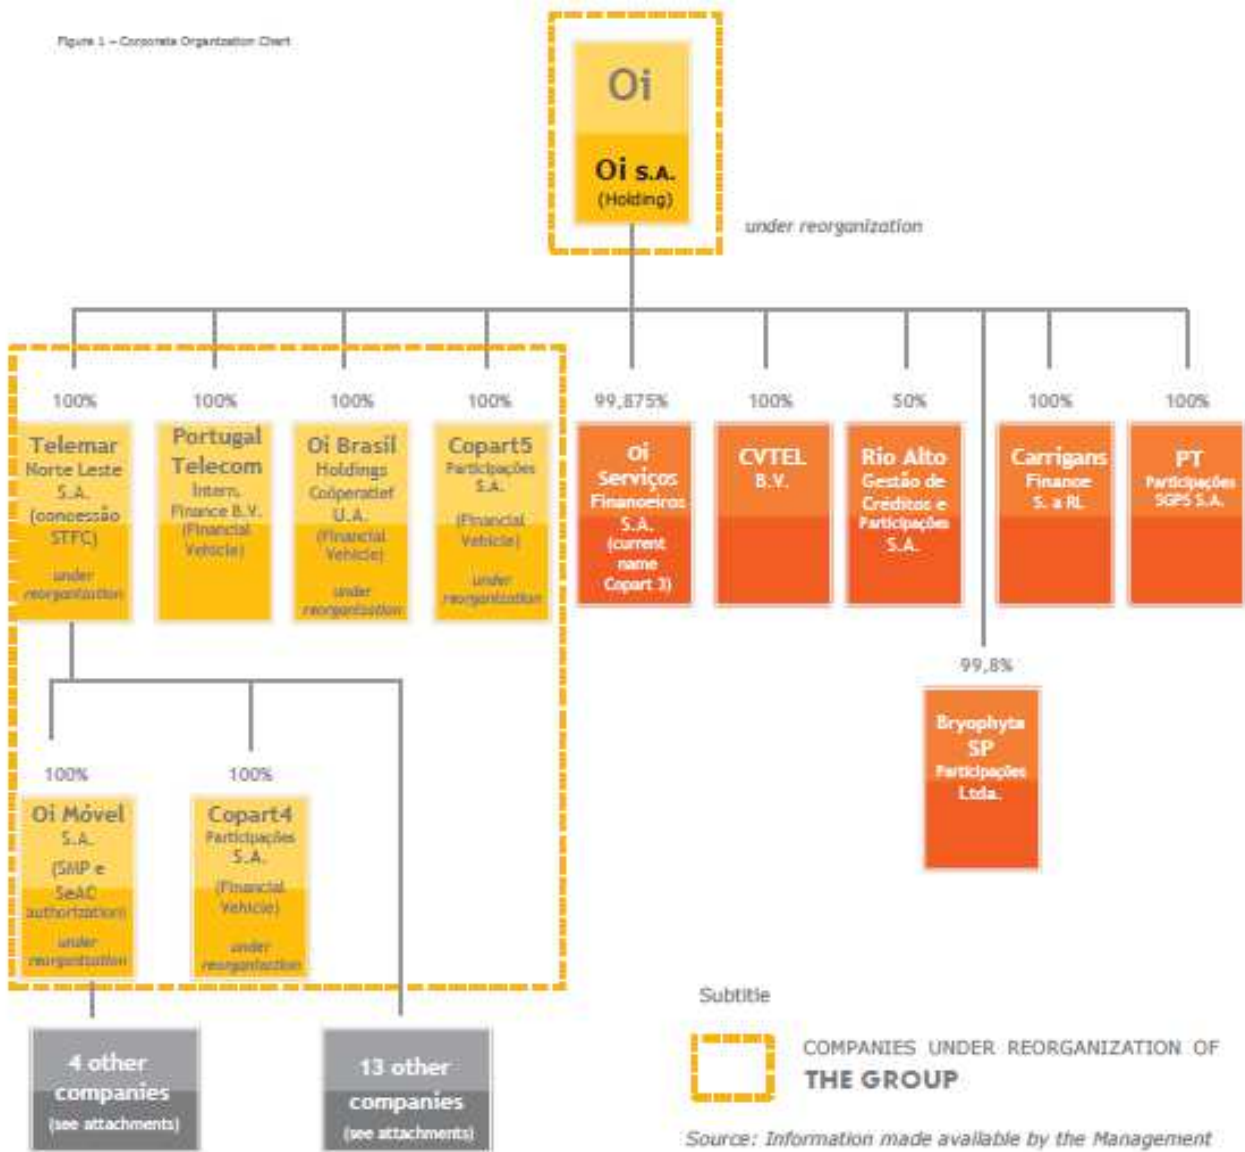 Figure 1 – Corporate Organization Chart
Oi
Oi S.A.
(Holding)
under reorganization
100%
100%
100%
100%
99,875%
100%
50%
100%
100%
Telemar
Norte Leste
S.A.
(concessão
STFC)
under
reorganization
Portugal
Telecom
Intern.
Finance B.V.
(Financial
Vehicle)
Oi Brasil
Holdings
Coöperatief
U.A.
(Financial
Vehicle)
under
reorganization
Copart5
Participações
S.A.
(Financial
Vehicle)
under
reorganization
Oi
Serviços
Financeiros
S.A.
(current
name
Copart 3)
CVTEL
B.V.
Rio Alto
Gestão de
Créditos e
Participações
S.A.
Carrigans
Finance
S. a RL
PT
Participações
SGPS S.A.
99,8%
Bryophyta
SP
Participações
Ltda.
100%
100%
Oi Móvel
S.A.
(SMP e
SeAC
authorization)
under
reorganization
Copart4
Participações
S.A.
(Financial
Vehicle)
under
reorganization
4 other
companies
(see attachments)
13 other
companies
(see attachments)
Subtitle
COMPANIES UNDER REORGANIZATION OF
THE GROUP
Source: Information made available by the Management